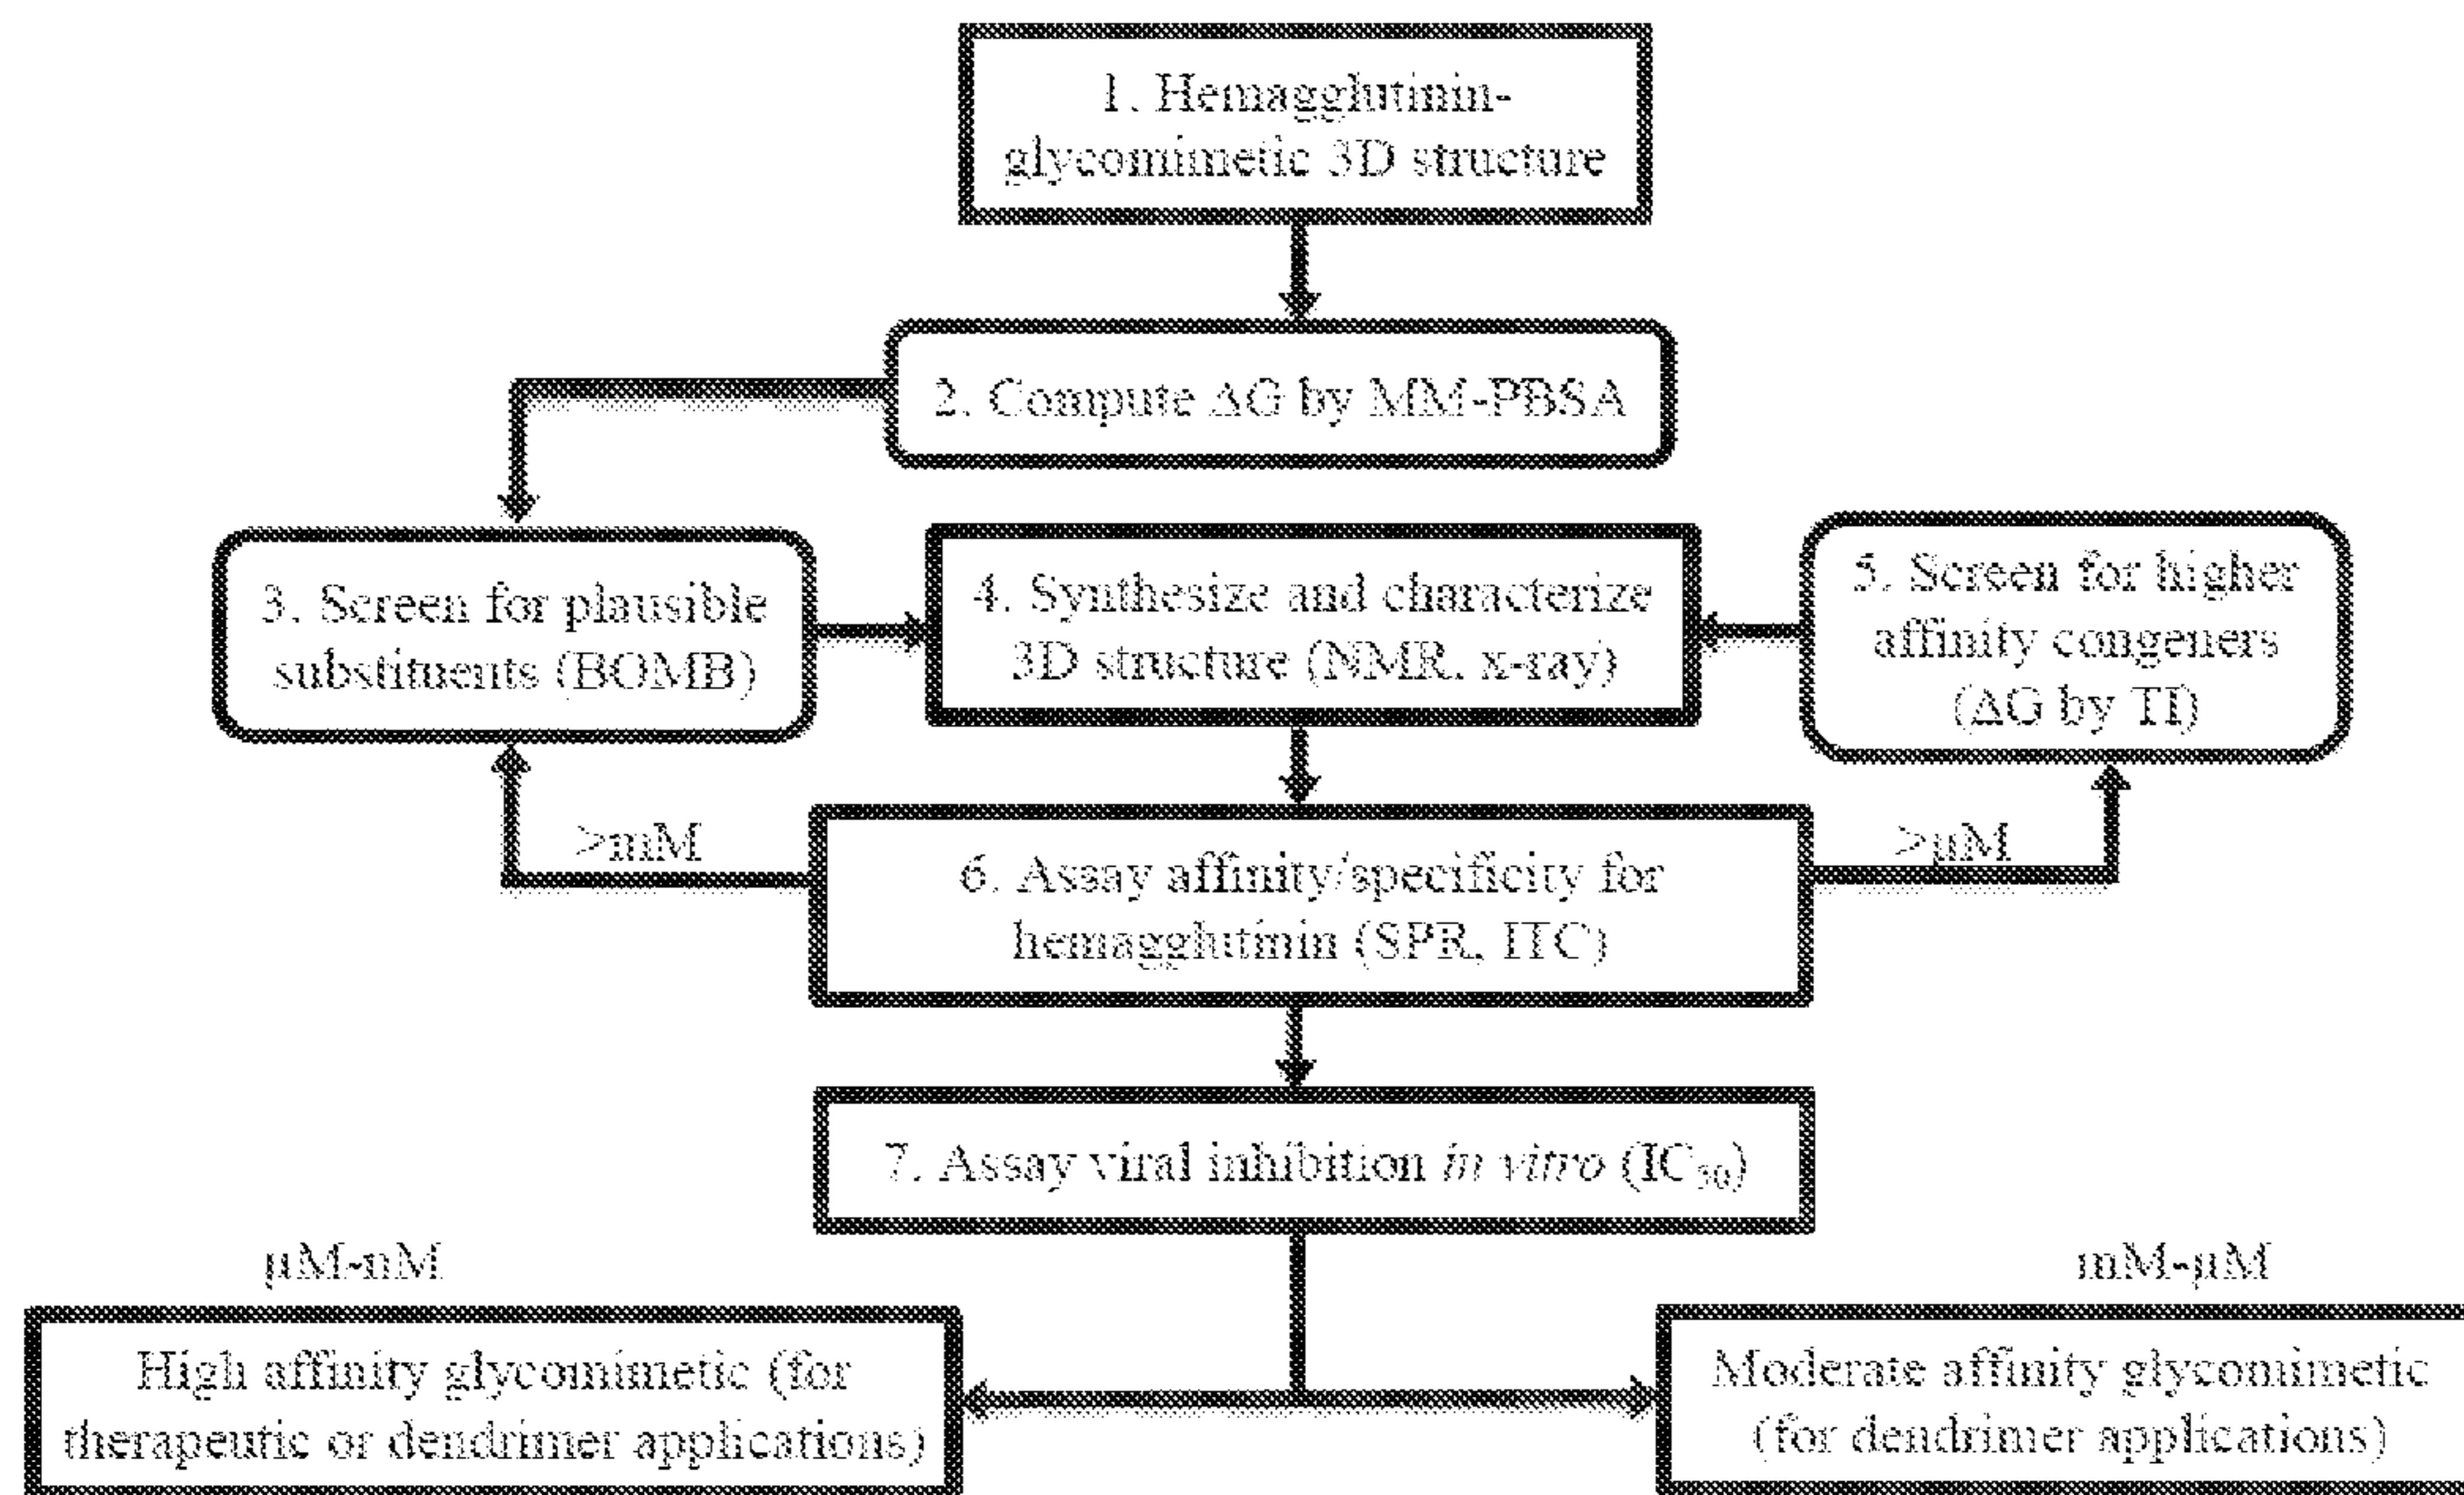 1. Hemagglutinin-
glycomimetic 3D structure
2. Compute ΔG by MM-PBSA
3. Screen for plausible
substituents (BOMB)
4. Synthesize and characterize
3D structure (NMR, x-ray)
5. Screen for higher
affinity congeners
(ΔG by TI)
>mM
6. Assay affinity/specificity for
hemagglutinin (SPR, ITC)
>μM
7. Assay viral inhibition in vitro (IC₅₀)
μM-nM
High affinity glycomimetic (for
therapeutic or dendrimer applications)
mM-μM
Moderate affinity glycomimetic
(for dendrimer applications)